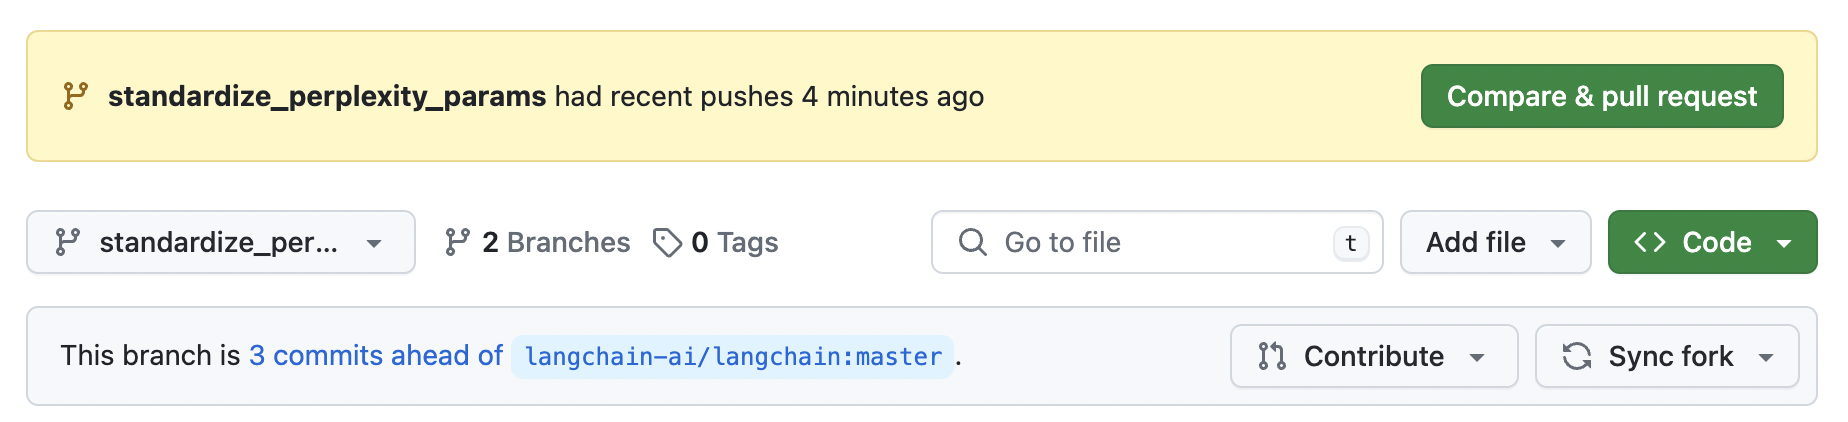 standardize_perplexity_params had recent pushes 4 minutes ago Compare & pull request
standardize_per... 2 Branches 0 Tags Go to file t Add file <> Code
This branch is 3 commits ahead of langchain-ai/langchain:master. Contribute Sync fork